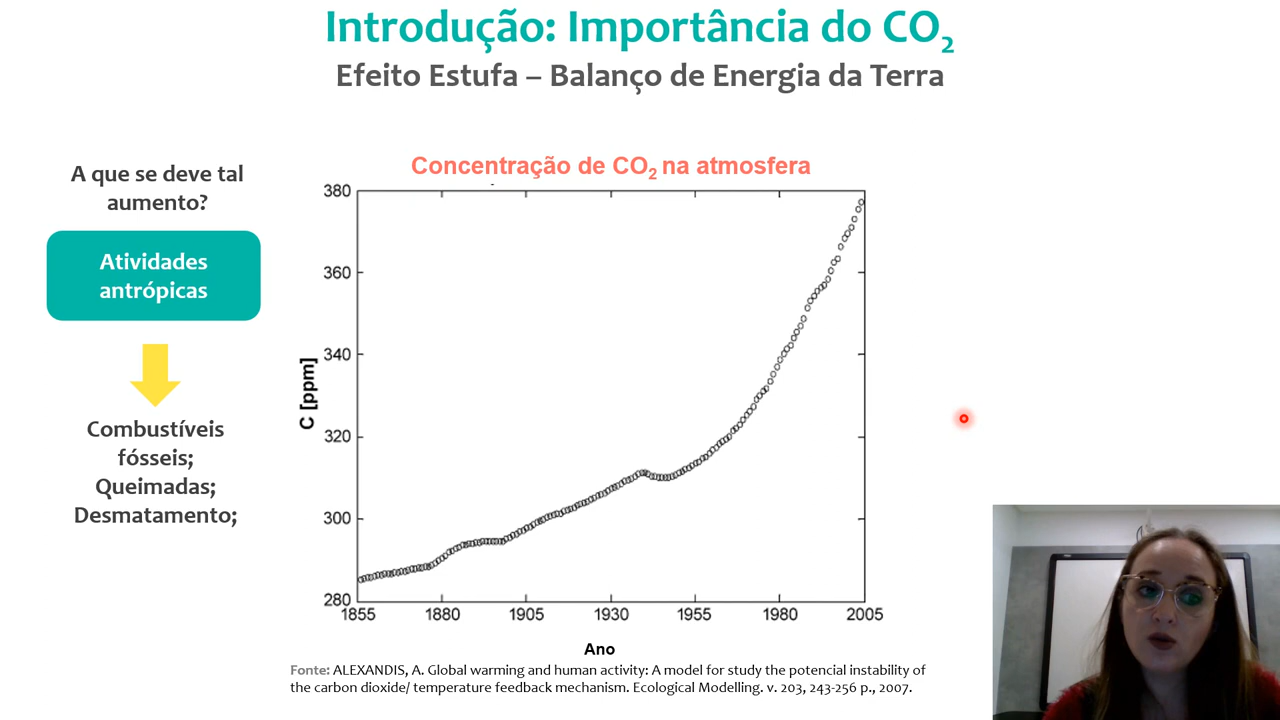 Introdução: Importância do CO₂
Efeito Estufa – Balanço de Energia da Terra
A que se deve tal
aumento?
Atividades
antrópicas
Combustíveis
fósseis;
Queimadas;
Desmatamento;
Concentração de CO₂ na atmosfera
C [ppm]
380
360
340
320
300
280
1855 1880 1905 1930 1955 1980 2005
Ano
Fonte: ALEXANDIS, A. Global warming and human activity: A model for study the potencial instability of
the carbon dioxide/ temperature feedback mechanism. Ecological Modelling. v. 203, 243-256 p., 2007.